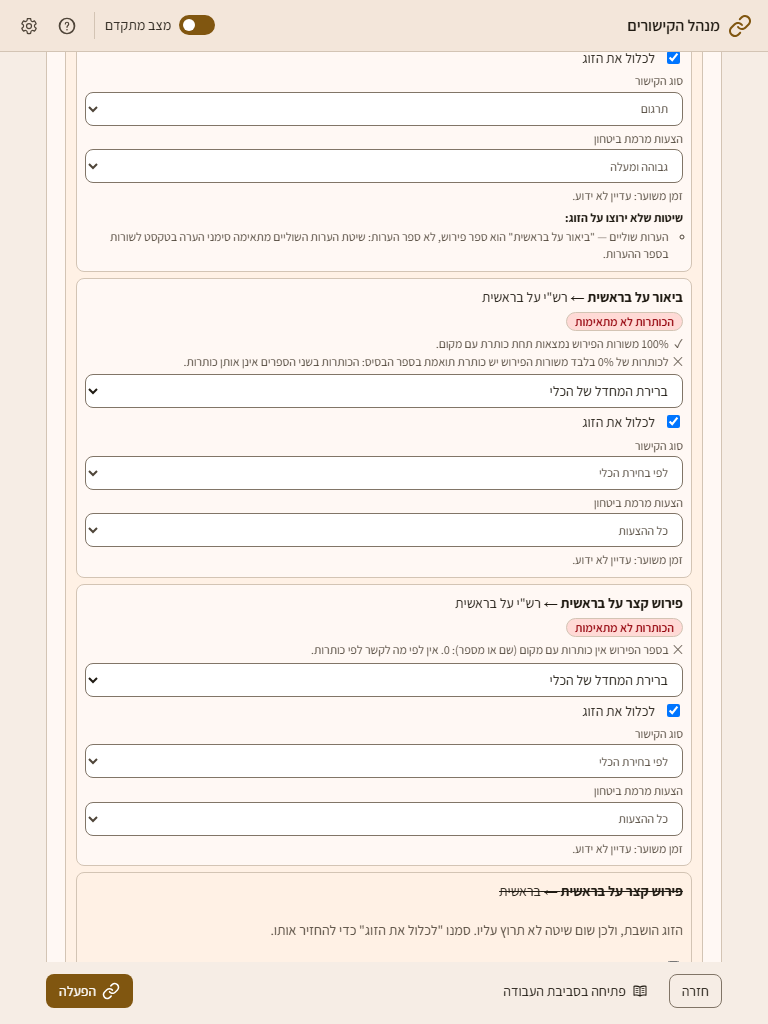 מנהל הקישורים
מצב מתקדם
לכלול את הזוג
סוג הקישור
תרגום
הצעות מרמת ביטחון
גבוהה ומעלה
זמן משוער: עדיין לא ידוע.
שיטות שלא ירוצו על הזוג:
הערות שוליים — "ביאור על בראשית" הוא ספר פירוש, לא ספר הערות: שיטת הערות השוליים מתאימה סימני הערה בטקסט לשורות
בספר ההערות.
ביאור על בראשית ← רש"י על בראשית
הכותרות לא מתאימות
✓ 100% משורות הפירוש נמצאות תחת כותרת עם מקום.
✕ לכותרות של 0% בלבד משורות הפירוש יש כותרת תואמת בספר הבסיס: הכותרות בשני הספרים אינן אותן כותרות.
ברירת המחדל של הכלי
לכלול את הזוג
סוג הקישור
לפי בחירת הכלי
הצעות מרמת ביטחון
כל ההצעות
זמן משוער: עדיין לא ידוע.
פירוש קצר על בראשית ← רש"י על בראשית
הכותרות לא מתאימות
✕ בספר הפירוש אין כותרות עם מקום (שם או מספר): 0. אין לפי מה לקשר לפי כותרות.
ברירת המחדל של הכלי
לכלול את הזוג
סוג הקישור
לפי בחירת הכלי
הצעות מרמת ביטחון
כל ההצעות
זמן משוער: עדיין לא ידוע.
פירוש קצר על בראשית ← בראשית
הזוג הושבת, ולכן שום שיטה לא תרוץ עליו. סמנו "לכלול את הזוג" כדי להחזיר אותו.
חזרה
פתיחה בסביבת העבודה
הפעלה